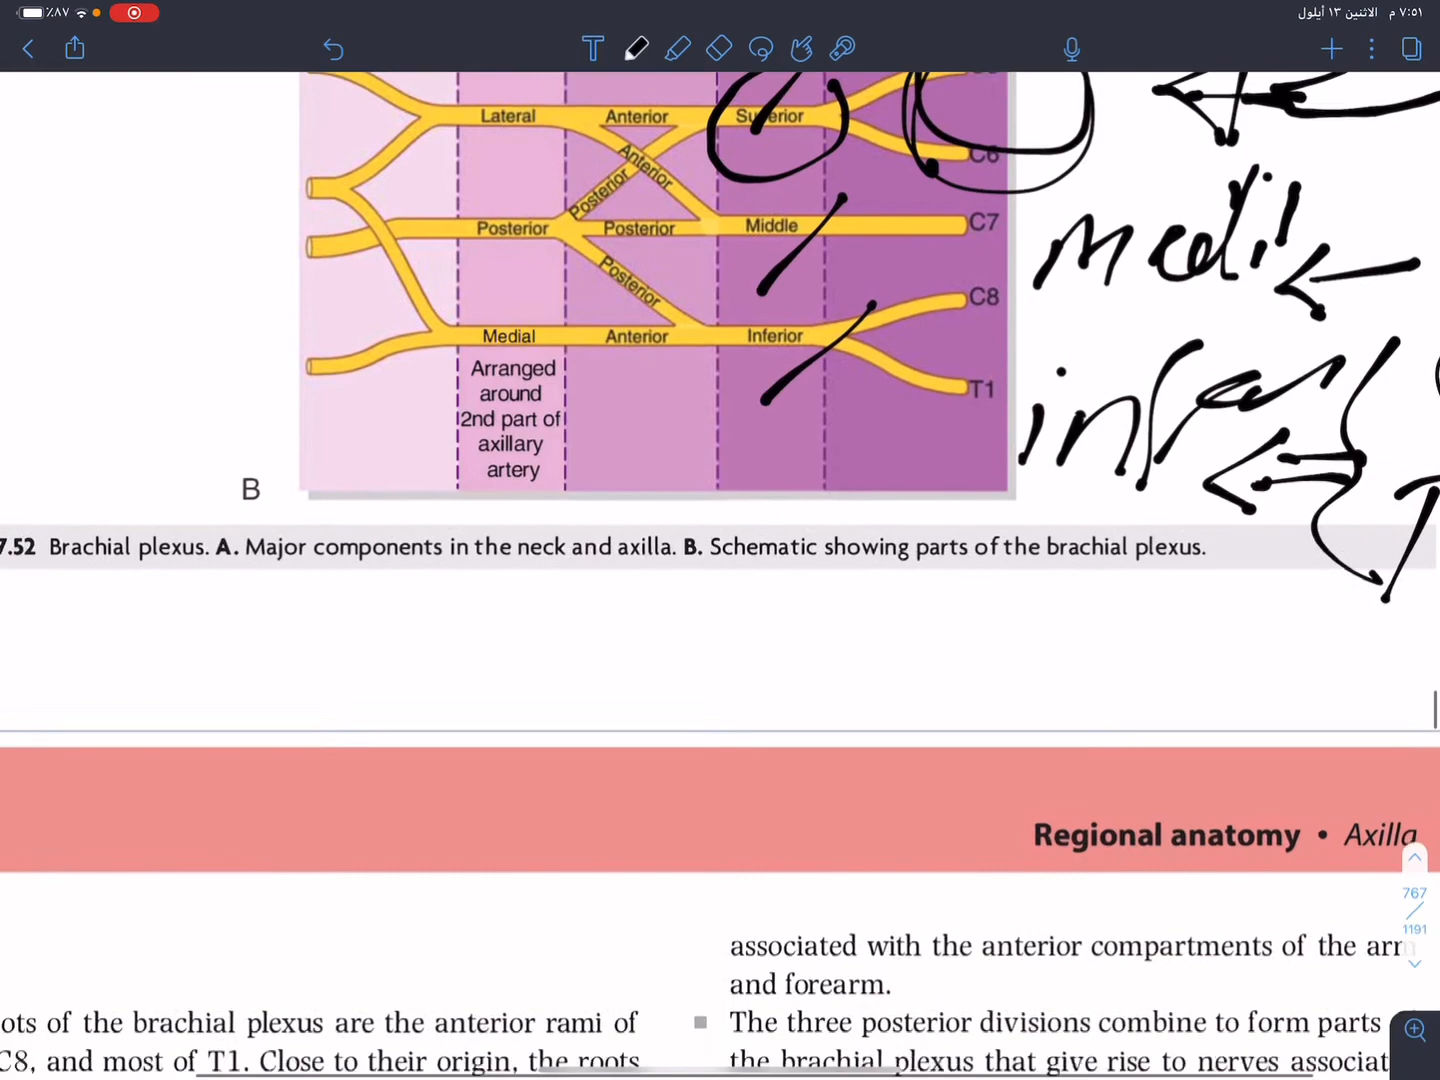 ٪٨٧
٧:٥١ م الاثنين ١٣ أيلول
T
Lateral Anterior Superior
C6
Anterior
Posterior
Posterior Posterior Middle C7
Posterior
C8
Medial Anterior Inferior
T1
Arranged
around
2nd part of
axillary
artery
B
7.52 Brachial plexus. A. Major components in the neck and axilla. B. Schematic showing parts of the brachial plexus.
Regional anatomy • Axilla
767
1191
associated with the anterior compartments of the arm
and forearm.
ots of the brachial plexus are the anterior rami of
C8, and most of T1. Close to their origin, the roots
The three posterior divisions combine to form parts
the brachial plexus that give rise to nerves associat